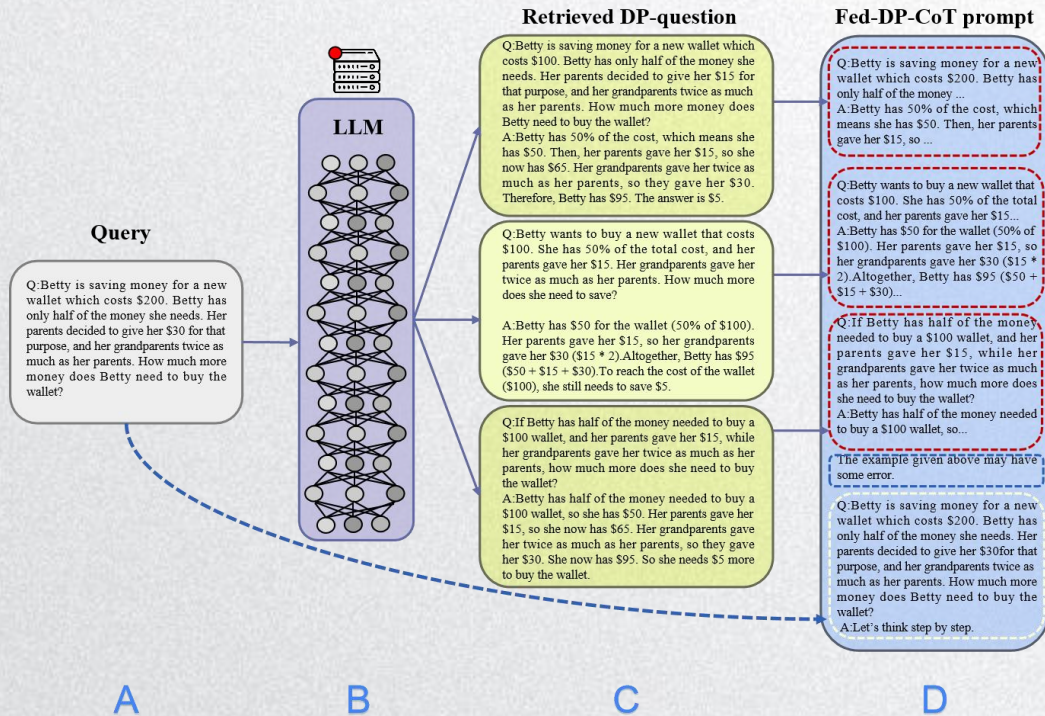 Query
Q:Betty is saving money for a new
wallet which costs $200. Betty has
only half of the money she needs. Her
parents decided to give her $30 for that
purpose, and her grandparents twice as
much as her parents. How much more
money does Betty need to buy the
wallet?
LLM
Retrieved DP-question
Q:Betty is saving money for a new wallet which
costs $100. Betty has only half of the money she
needs. Her parents decided to give her $15 for
that purpose, and her grandparents twice as much
as her parents. How much more money does
Betty need to buy the wallet?
A:Betty has 50% of the cost, which means she
has $50. Then, her parents gave her $15, so she
now has $65. Her grandparents gave her twice as
much as her parents, so they gave her $30.
Therefore, Betty has $95. The answer is $5.
Q:Betty wants to buy a new wallet that costs
$100. She has 50% of the total cost, and her
parents gave her $15. Her grandparents gave her
twice as much as her parents. How much more
does she need to save?
A:Betty has $50 for the wallet (50% of $100).
Her parents gave her $15, so her grandparents
gave her $30 ($15 * 2).Altogether, Betty has $95
($50 + $15 + $30).To reach the cost of the wallet
($100), she still needs to save $5.
Q:If Betty has half of the money needed to buy a
$100 wallet, and her parents gave her $15, while
her grandparents gave her twice as much as her
parents, how much more does she need to buy
the wallet?
A:Betty has half of the money needed to buy a
$100 wallet, so she has $50. Her parents gave her
$15, so she now has $65. Her grandparents gave
her twice as much as her parents, so they gave
her $30. She now has $95. So she needs $5 more
to buy the wallet.
Fed-DP-CoT prompt
Q:Betty is saving money for a new
wallet which costs $200. Betty has
only half of the money ...
A:Betty has 50% of the cost, which
means she has $50. Then, her parents
gave her $15, so ...
Q:Betty wants to buy a new wallet that
costs $100. She has 50% of the total
cost, and her parents gave her $15...
A:Betty has $50 for the wallet (50% of
$100). Her parents gave her $15, so
her grandparents gave her $30 ($15 *
2).Altogether, Betty has $95 ($50 +
$15 + $30)...
Q:If Betty has half of the money
needed to buy a $100 wallet, and her
parents gave her $15, while her
grandparents gave her twice as much
as her parents, how much more does
she need to buy the wallet?
A:Betty has half of the money needed
to buy a $100 wallet, so...
The example given above may have
some error.
Q:Betty is saving money for a new
wallet which costs $200. Betty has
only half of the money she needs. Her
parents decided to give her $30for that
purpose, and her grandparents twice as
much as her parents. How much more
money does Betty need to buy the
wallet?
A:Let's think step by step.
A
B
C
D